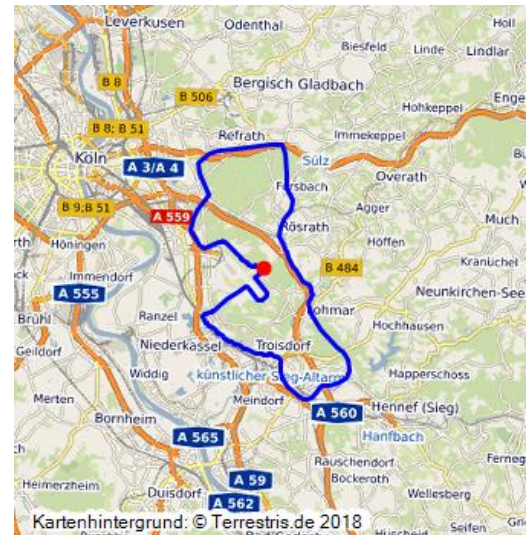 Leverkusen
Odenthal
Holl
Biesfeld
Linde
Lindlar
B 8
Bergisch Gladbach
B 506
Enge
Hohkeppel
B 8; B 51
Refrath
Immekeppel
Köln
A 3/A 4
Sülz
Overath
Forsbach
B 9;B 51
Agger
A 559
Rösrath
Much
Höningen
Höffen
Kranüchel
Immendorf
B 484
A 555
Neunkirchen-See
Brühl
Ranzel
Lohmar
Hochhausen
Geildorf
Niederkassel
Troisdorf
Widdig
künstlicher Sieg-Altarm
Happerschoss
Merten
Meindorf
A 560
Hennef (Sieg)
Bornheim
Hanfbach
A 565
Ferneg
A 59
Rauschendorf
Heimerzheim
Duisdorf
Bockeroth
A 562
Wellesberg
Kartenhintergrund: © Terrestris.de 2018
Hüscheid
Seifen